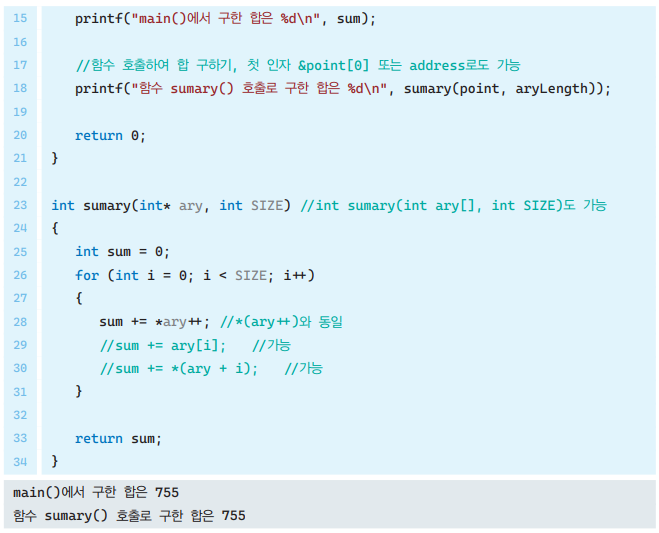 15 printf("main()에서 구한 합은 %d\n", sum);
16
17 //함수 호출하여 합 구하기, 첫 인자 &point[0] 또는 address로도 가능
18 printf("함수 sumary() 호출로 구한 합은 %d\n", sumary(point, aryLength));
19
20 return 0;
21 }
22
23 int sumary(int* ary, int SIZE) //int sumary(int ary[], int SIZE)도 가능
24 {
25 int sum = 0;
26 for (int i = 0; i < SIZE; i++)
27 {
28 sum += *ary++; //*(ary++)와 동일
29 //sum += ary[i]; //가능
30 //sum += *(ary + i); //가능
31 }
32
33 return sum;
34 }
main()에서 구한 합은 755
함수 sumary() 호출로 구한 합은 755